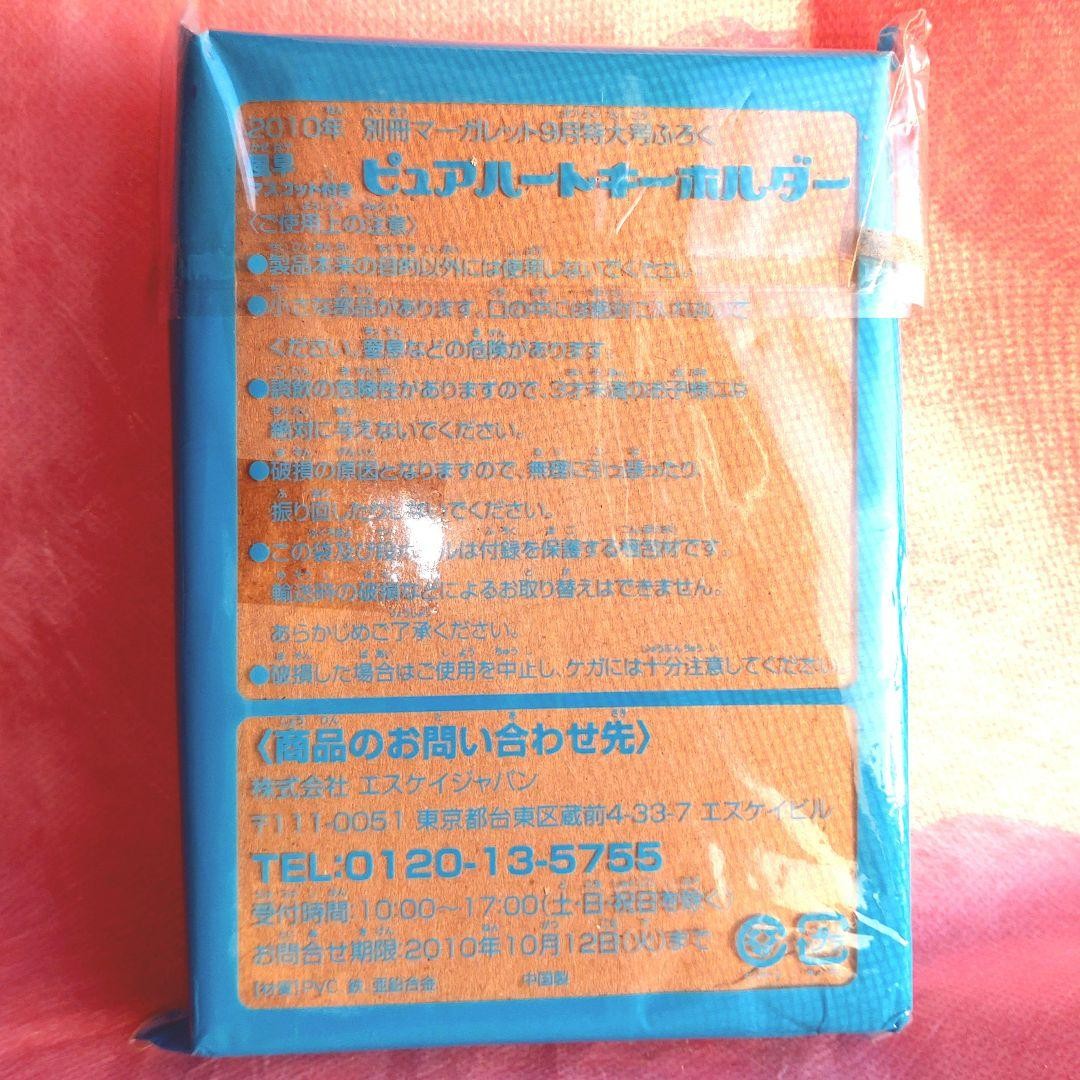 2010年 別冊マーガレット9月特大号ふろく
風早
マスコット付き ピュアハートキーホルダー
〈ご使用上の注意〉
●製品本来の目的以外には使用しないでください。
●小さな部品があります。口の中には絶対に入れないで
ください。窒息などの危険があります。
●誤飲の危険性がありますので、3才未満のお子様には
絶対に与えないでください。
●破損の原因となりますので、無理に引っ張ったり、
振り回したりしないでください。
●この袋及び段ボールは付録を保護する梱包材です。
輸送時の破損などによるお取り替えはできません。
あらかじめご了承ください。
●破損した場合はご使用を中止し、ケガには十分注意してください。
〈商品のお問い合わせ先〉
株式会社 エスケイジャパン
〒111-0051 東京都台東区蔵前4-33-7 エスケイビル
TEL:0120-13-5755
受付時間:10:00〜17:00(土・日・祝日を除く)
お問合せ期限:2010年10月12日(火)まで
【材質】PVC 鉄 亜鉛合金 中国製